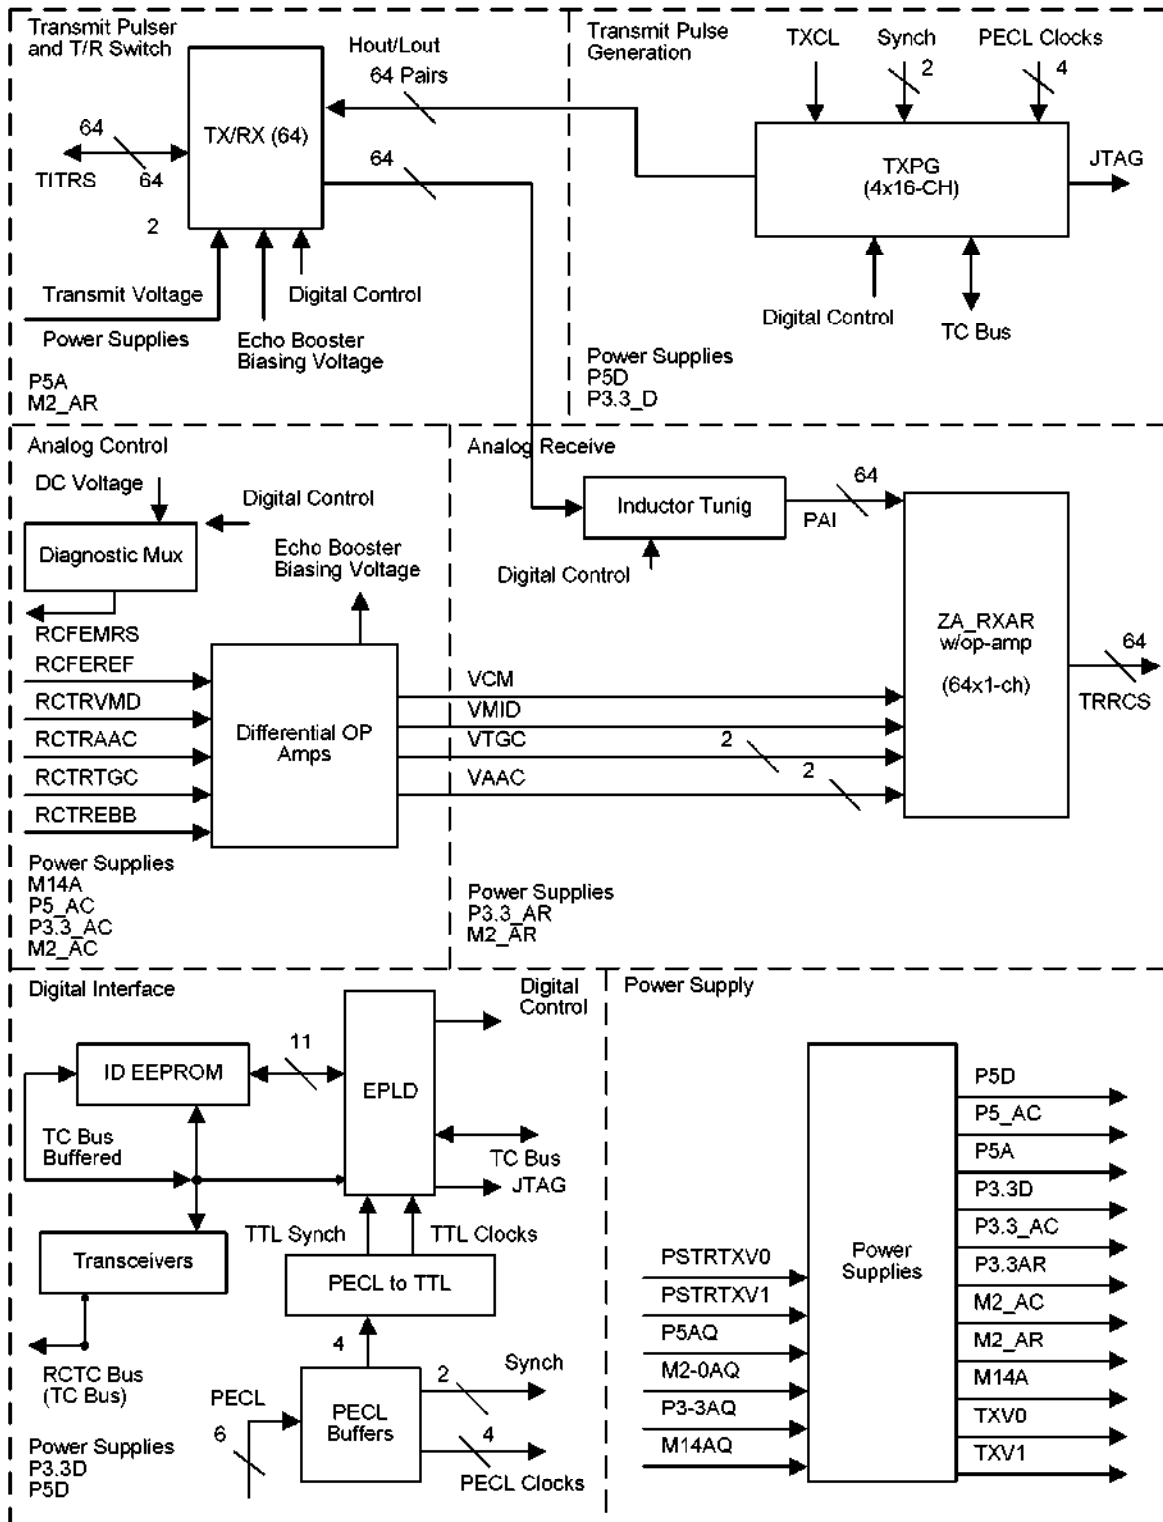 Transmit Pulser
and T/R Switch
Hout/Lout
64 Pairs
TX/RX (64)
64
TITRS
64
64
2
Transmit Voltage
Digital Control
Power Supplies
Echo Booster
Biasing Voltage
P5A
M2_AR
Transmit Pulse
Generation
TXCL
Synch
PECL Clocks
2
4
TXPG
(4x16-CH)
JTAG
Digital Control
TC Bus
Power Supplies
P5D
P3.3_D
Analog Control
DC Voltage
Digital Control
Diagnostic Mux
Echo Booster
Biasing Voltage
RCFEMRS
RCFEREF
RCTRVMD
RCTRAAC
RCTRTGC
RCTREBB
Differential OP
Amps
Power Supplies
M14A
P5_AC
P3.3_AC
M2_AC
Analog Receive
Inductor Tunig
64
PAI
Digital Control
ZA_RXAR
w/op-amp
(64x1-ch)
64
TRRCS
VCM
VMID
VTGC
2
VAAC
2
Power Supplies
P3.3_AR
M2_AR
Digital Interface
Digital
Control
11
ID EEPROM
EPLD
TC Bus
Buffered
TC Bus
JTAG
TTL Synch
TTL Clocks
Transceivers
PECL to TTL
RCTC Bus
(TC Bus)
4
Synch
2
PECL
PECL
Buffers
6
4
PECL Clocks
Power Supplies
P3.3D
P5D
Power Supply
PSTRTXV0
PSTRTXV1
P5AQ
M2-0AQ
P3-3AQ
M14AQ
Power
Supplies
P5D
P5_AC
P5A
P3.3D
P3.3_AC
P3.3AR
M2_AC
M2_AR
M14A
TXV0
TXV1